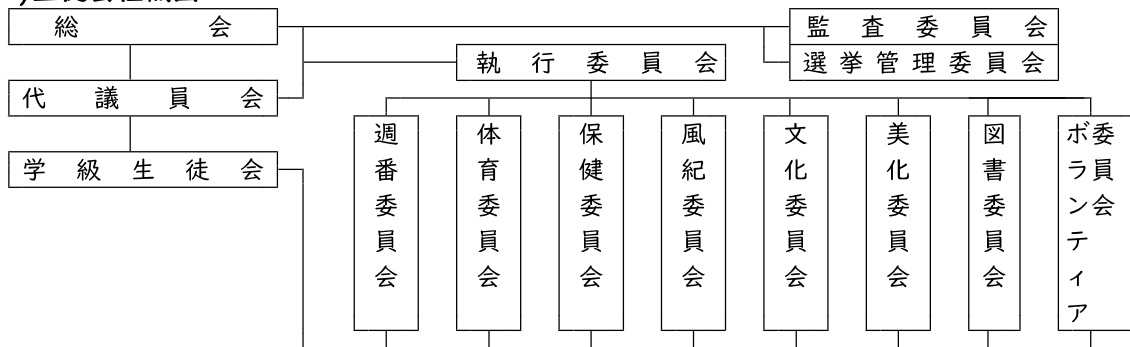 総会
監査委員会
執行委員会
選挙管理委員会
代議員会
学級生徒会
週番委員会
体育委員会
保健委員会
風紀委員会
文化委員会
美化委員会
図書委員会
ボランティア
委員会